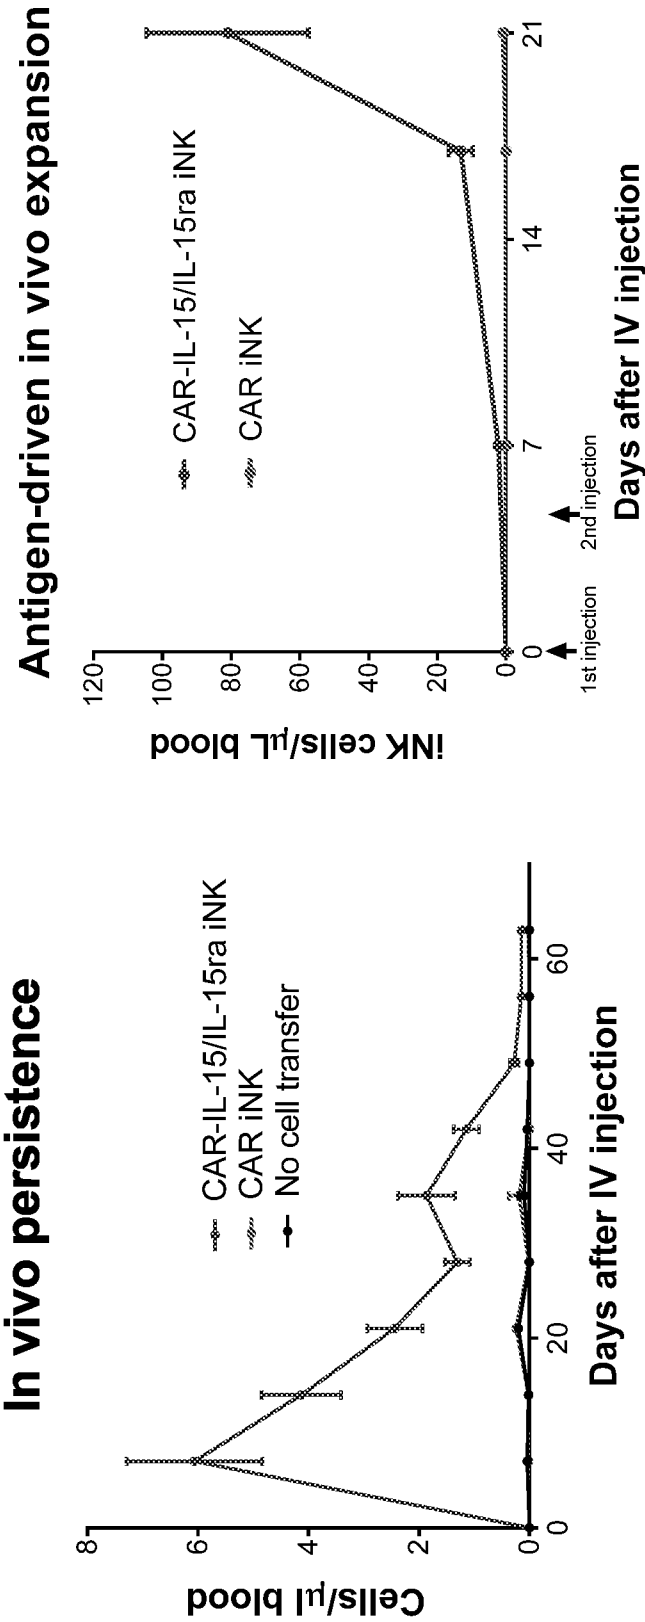 In vivo persistence
Cells/μl blood
8
6
4
2
0
0
20
40
60
Days after IV injection
CAR-IL-15/IL-15ra iNK
CAR iNK
No cell transfer
Antigen-driven in vivo expansion
iNK cells/μL blood
120
100
80
60
40
20
0
0
7
14
21
1st injection
2nd injection
Days after IV injection
CAR-IL-15/IL-15ra iNK
CAR iNK